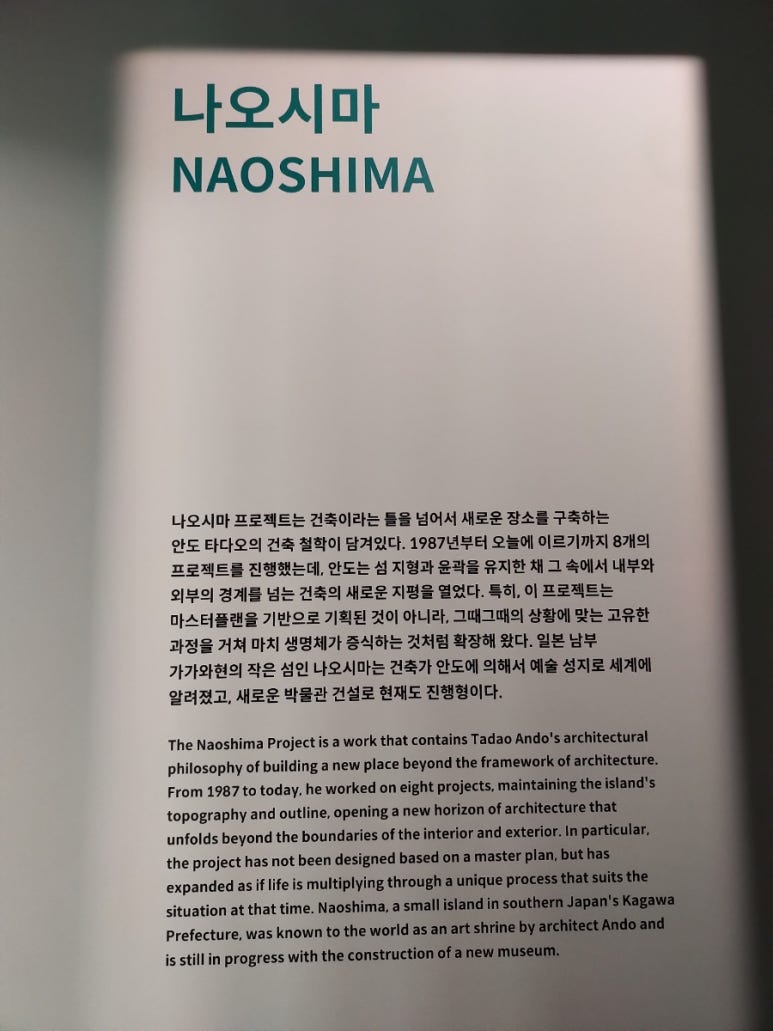 나오시마
NAOSHIMA
나오시마 프로젝트는 건축이라는 틀을 넘어서 새로운 장소를 구축하는
안도 타다오의 건축 철학이 담겨있다. 1987년부터 오늘에 이르기까지 8개의
프로젝트를 진행했는데, 안도는 섬 지형과 윤곽을 유지한 채 그 속에서 내부와
외부의 경계를 넘는 건축의 새로운 지평을 열었다. 특히, 이 프로젝트는
마스터플랜을 기반으로 기획된 것이 아니라, 그때그때의 상황에 맞는 고유한
과정을 거쳐 마치 생명체가 증식하는 것처럼 확장해 왔다. 일본 남부
가가와현의 작은 섬인 나오시마는 건축가 안도에 의해서 예술 성지로 세계에
알려졌고, 새로운 박물관 건설로 현재도 진행형이다.
The Naoshima Project is a work that contains Tadao Ando's architectural
philosophy of building a new place beyond the framework of architecture.
From 1987 to today, he worked on eight projects, maintaining the island's
topography and outline, opening a new horizon of architecture that
unfolds beyond the boundaries of the interior and exterior. In particular,
the project has not been designed based on a master plan, but has
expanded as if life is multiplying through a unique process that suits the
situation at that time. Naoshima, a small island in southern Japan's Kagawa
Prefecture, was known to the world as an art shrine by architect Ando and
is still in progress with the construction of a new museum.